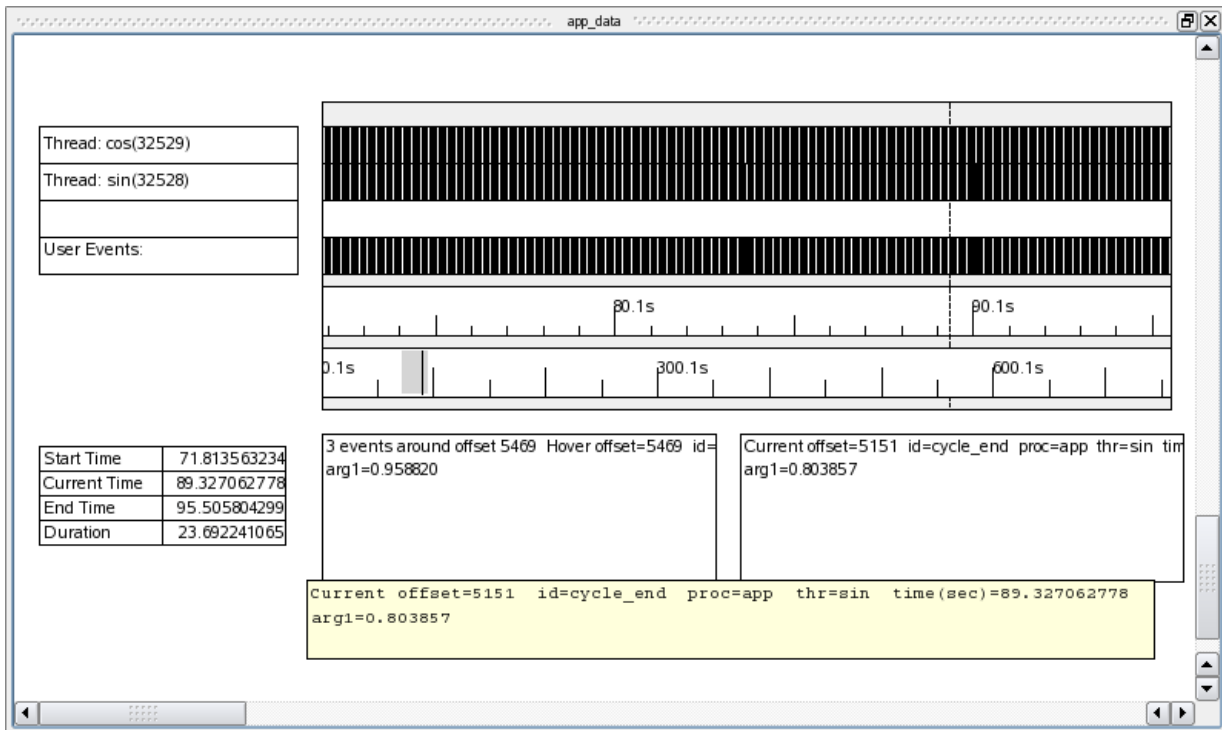 app_data
Thread: cos(32529)
Thread: sin(32528)
User Events:
80.1s 90.1s
0.1s 300.1s 600.1s
Start Time 71.813563234
Current Time 89.327062778
End Time 95.505804299
Duration 23.692241065
3 events around offset 5469 Hover offset=5469 id=
arg1=0.958820
Current offset=5151 id=cycle_end proc=app thr=sin tim
arg1=0.803857
Current offset=5151 id=cycle_end proc=app thr=sin time(sec)=89.327062778
arg1=0.803857